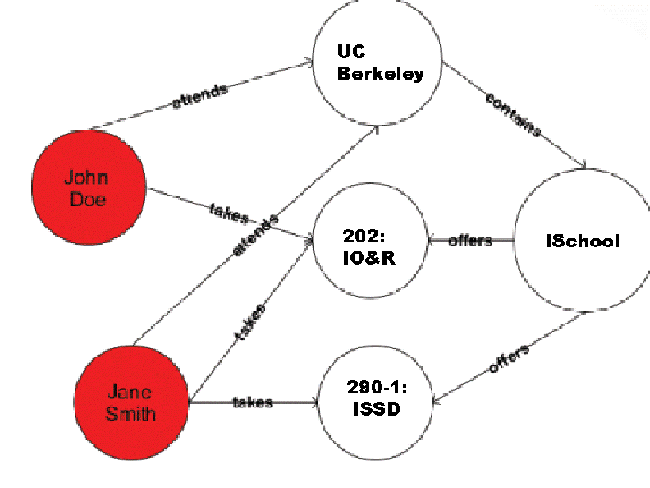 UC
Berkeley
attends
contains
John
Doe
takes
attends
202:
IO&R
offers
ISchool
takes
offers
Jane
Smith
takes
290-1:
ISSD